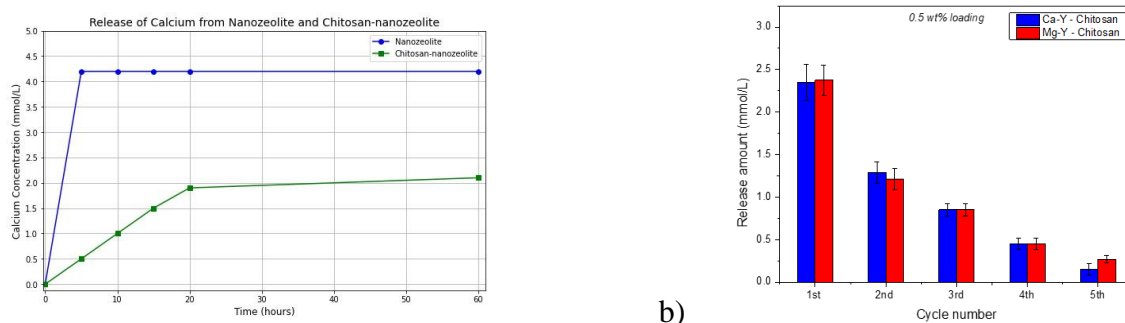 Release of Calcium from Nanozeolite and Chitosan-nanozeolite
5.0
4.5
4.0
3.5
3.0
2.5
2.0
1.5
1.0
0.5
0.0
Calcium Concentration (mmol/L)
Nanozeolite
Chitosan-nanozeolite
0 10 20 30 40 50 60
Time (hours)
b)
0.5 wt% loading
Ca-Y - Chitosan
Mg-Y - Chitosan
3.0
2.5
2.0
1.5
1.0
0.5
0.0
Release amount (mmol/L)
1st 2nd 3rd 4th 5th
Cycle number